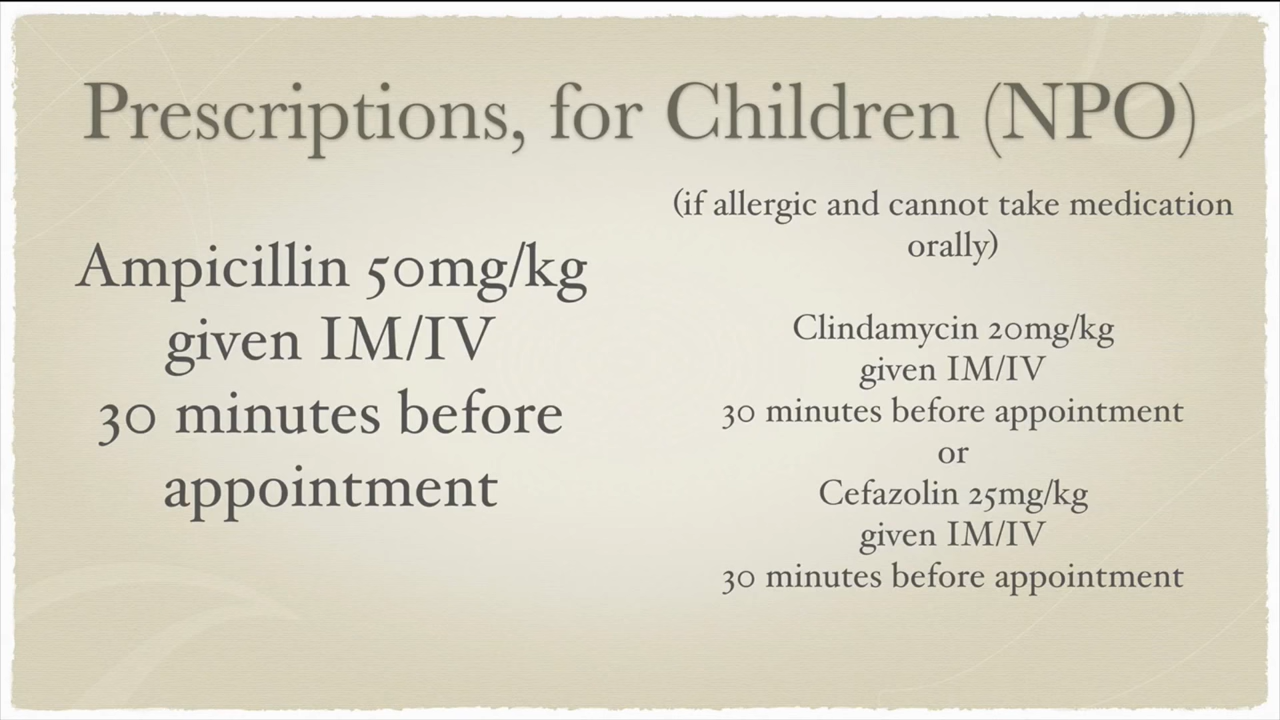 Prescriptions, for Children (NPO)
Ampicillin 50mg/kg
given IM/IV
30 minutes before
appointment
(if allergic and cannot take medication
orally)
Clindamycin 20mg/kg
given IM/IV
30 minutes before appointment
or
Cefazolin 25mg/kg
given IM/IV
30 minutes before appointment